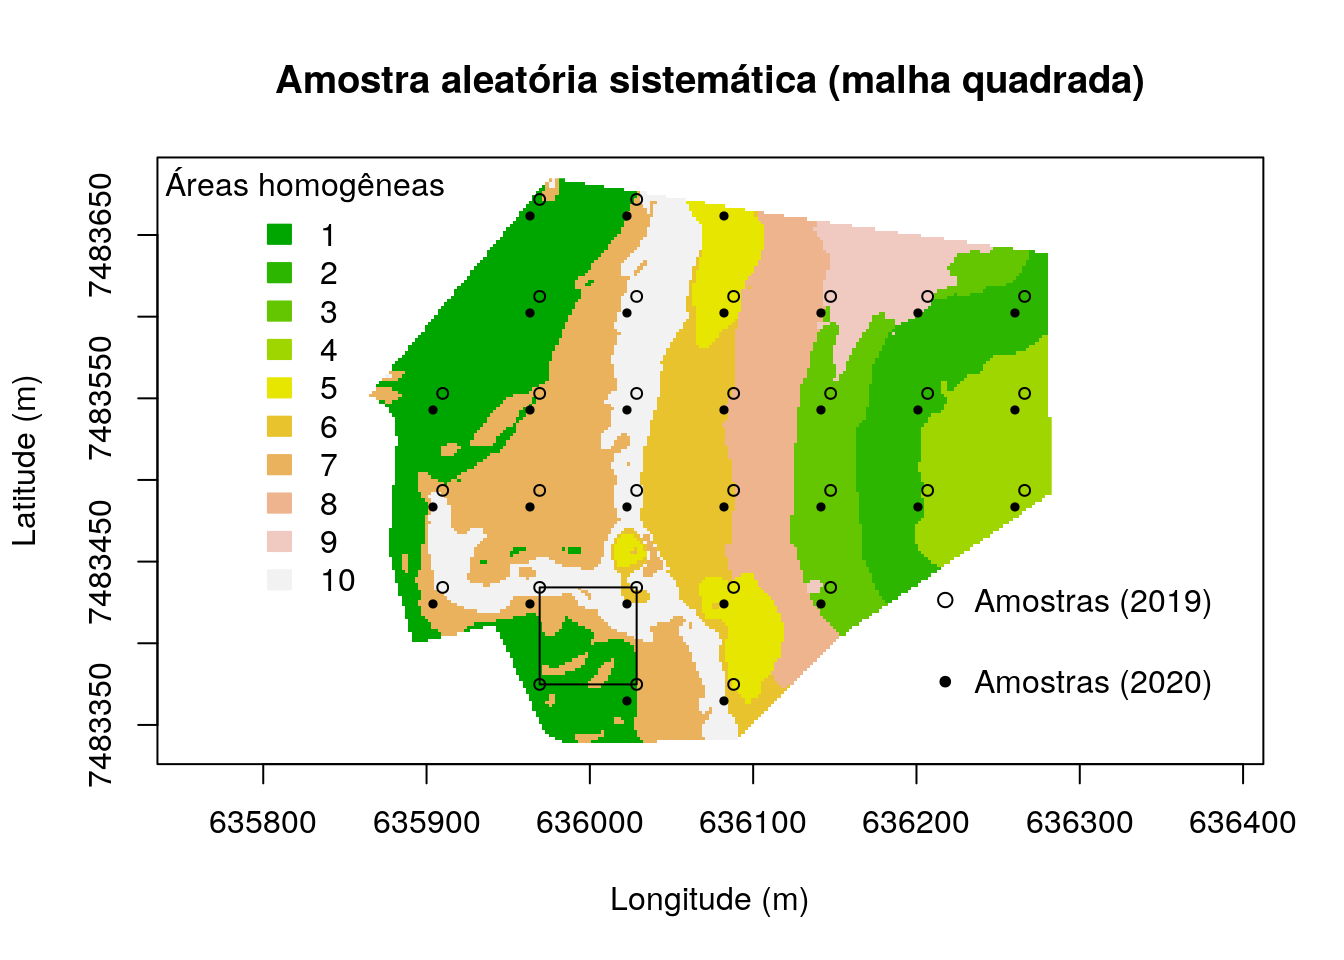 Amostra aleatória sistemática (malha quadrada)
Áreas homogêneas
1
2
3
4
5
6
7
8
9
10
Amostras (2019)
Amostras (2020)
Latitude (m)
7483650
7483550
7483450
7483350
635800 635900 636000 636100 636200 636300 636400
Longitude (m)